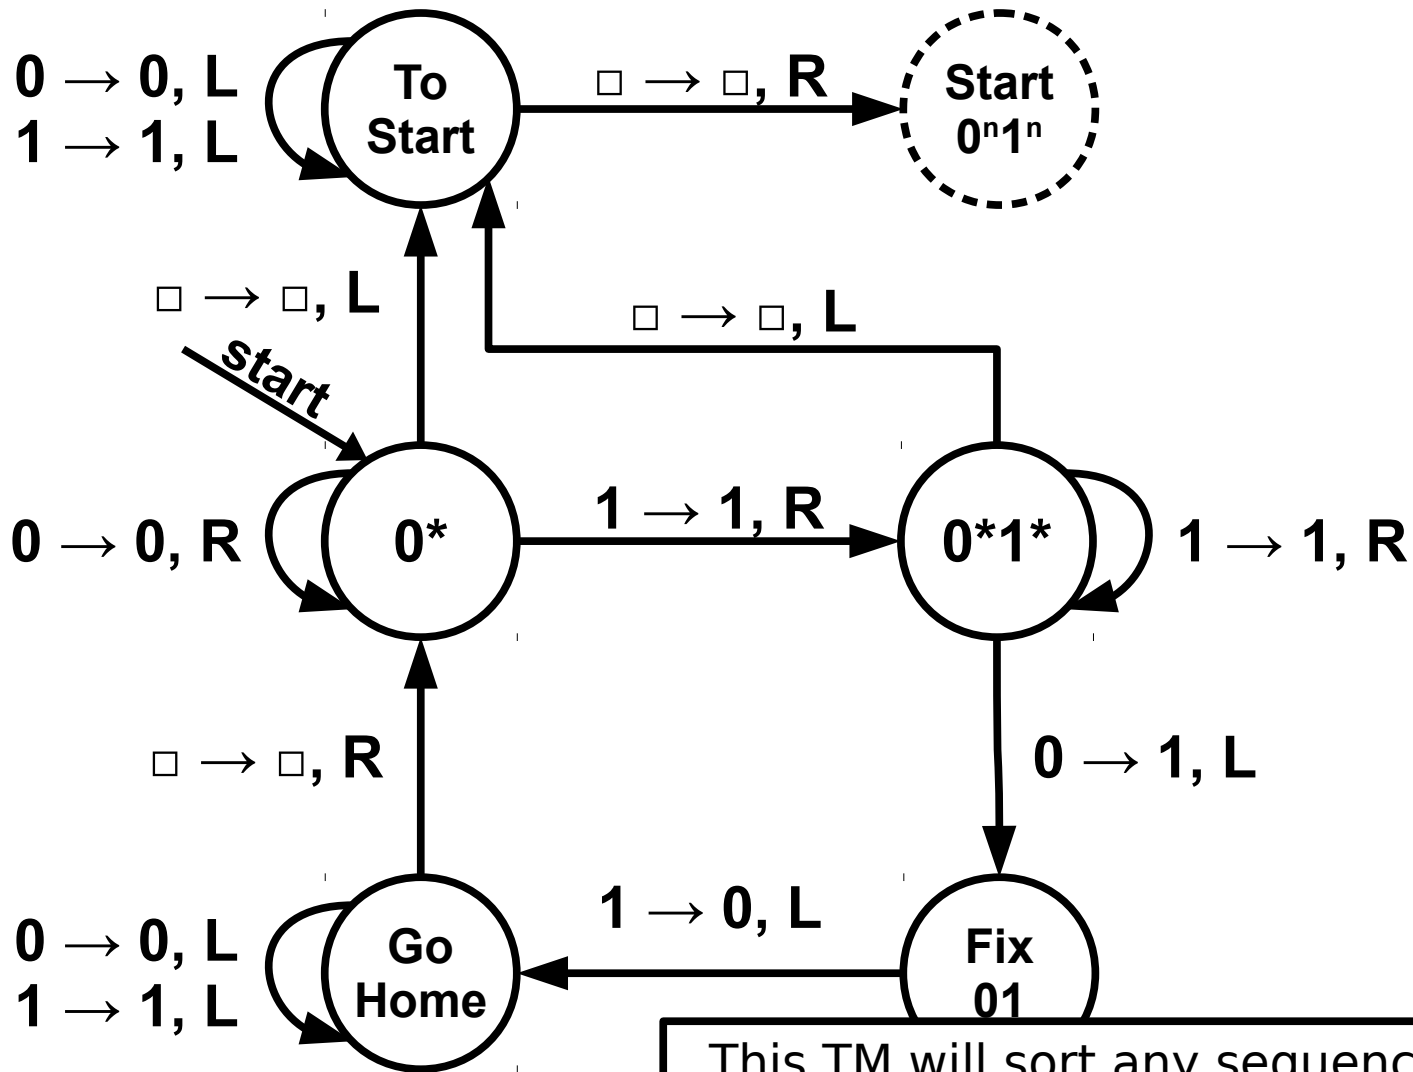 0 → 0, L
1 → 1, L
To
Start
□ → □, R
Start
0ⁿ1ⁿ
□ → □, L
start
□ → □, L
0 → 0, R
0*
1 → 1, R
0*1*
1 → 1, R
□ → □, R
0 → 1, L
0 → 0, L
1 → 1, L
Go
Home
1 → 0, L
Fix
01
This TM will sort any